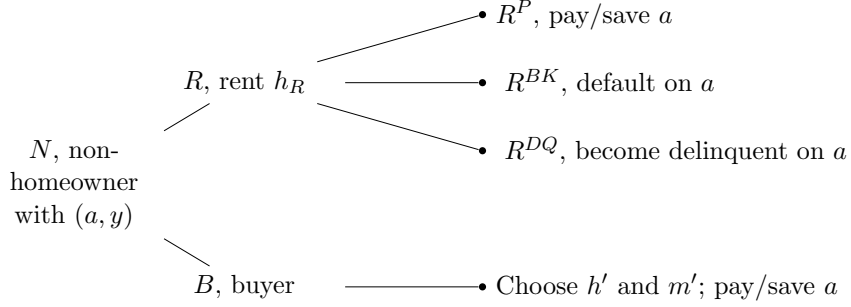 R^P, pay/save a
R, rent h_R
R^{BK}, default on a
R^{DQ}, become delinquent on a
N, non-
homeowner
with (a, y)
B, buyer
Choose h′ and m′; pay/save a